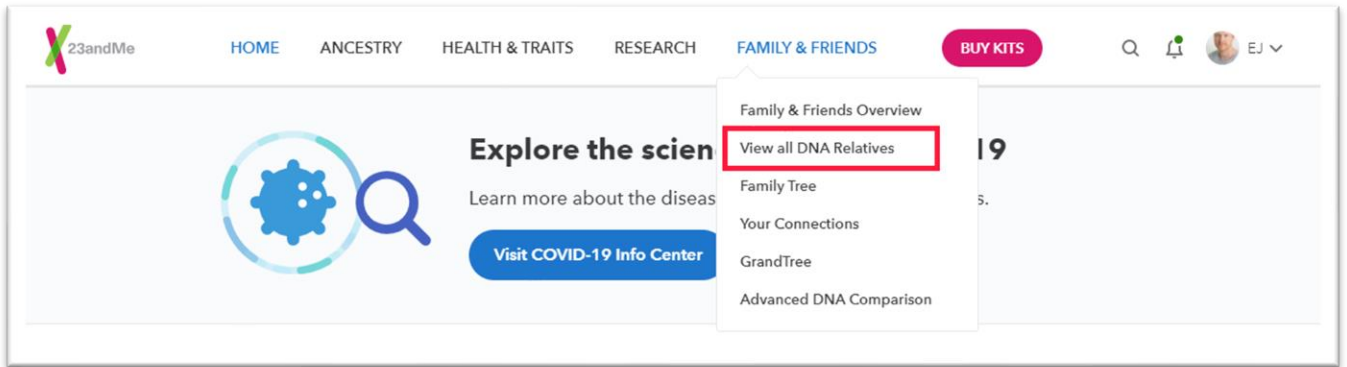 23andMe
HOME ANCESTRY HEALTH & TRAITS RESEARCH FAMILY & FRIENDS BUY KITS EJ
Family & Friends Overview
Explore the scien 19
View all DNA Relatives
Learn more about the diseas s.
Family Tree
Your Connections
Visit COVID-19 Info Center
GrandTree
Advanced DNA Comparison